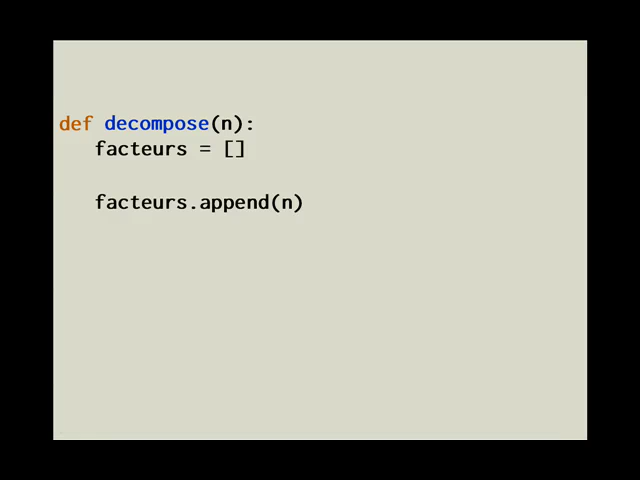 def decompose(n):
facteurs = []
facteurs.append(n)